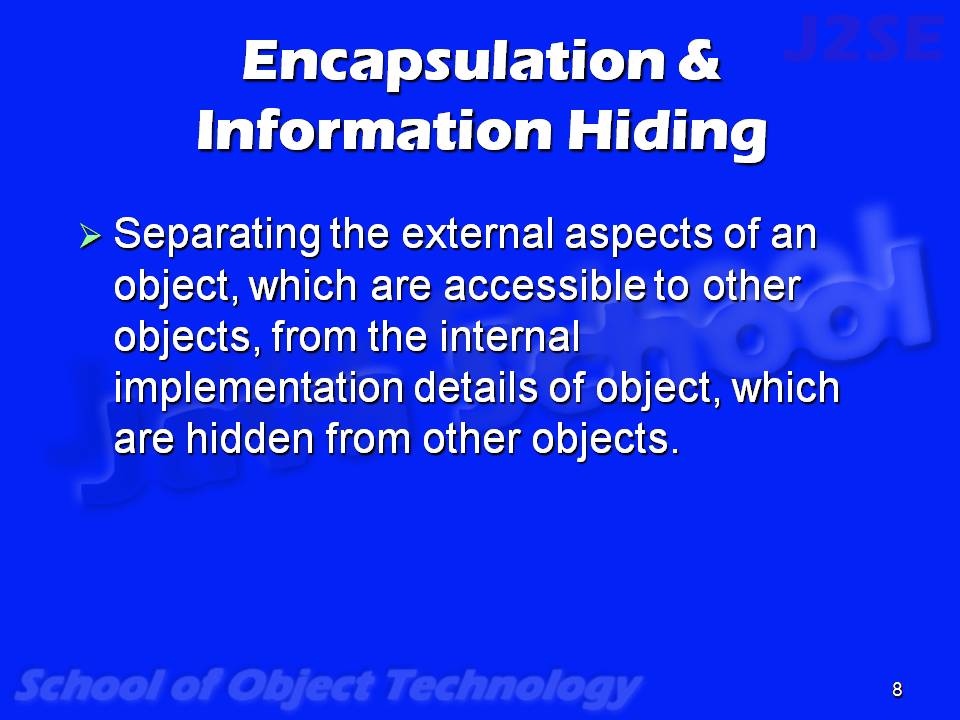 J2SE
Encapsulation &
Information Hiding
Separating the external aspects of an
object, which are accessible to other
objects, from the internal
implementation details of object, which
are hidden from other objects.
School
School of Object Technology
8